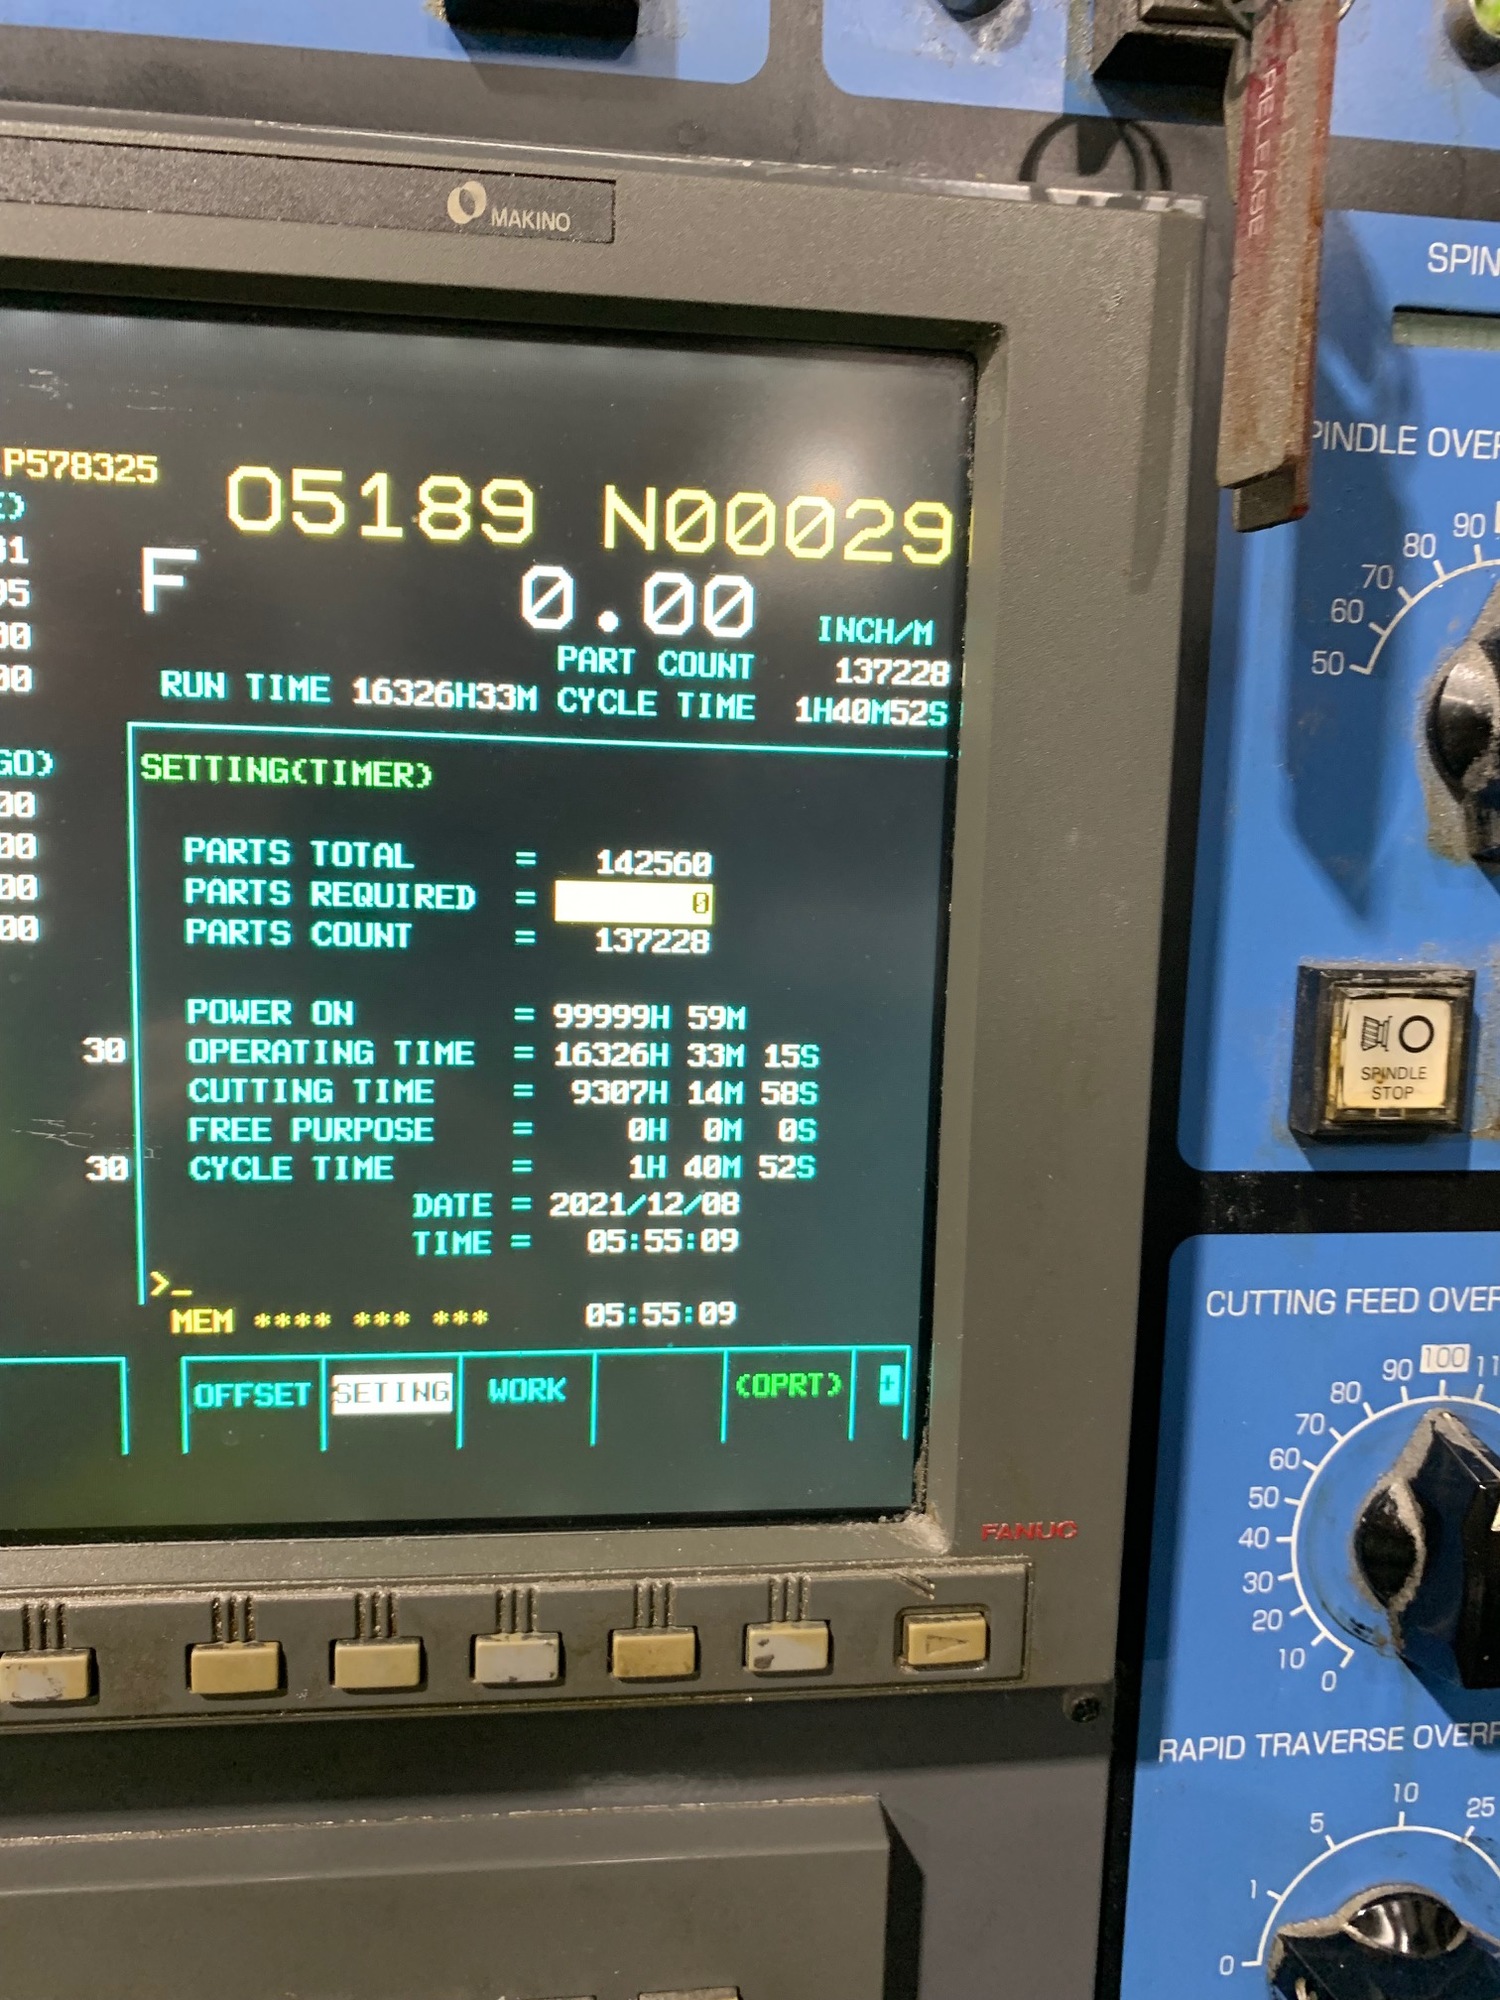 RELEASE
MAKINO
SPIN
P578325
O5189 N00029
F 0.00
INCH/M
PART COUNT 137228
RUN TIME 16326H33M CYCLE TIME 1H40M52S
SETTING(TIMER)
PARTS TOTAL = 142560
PARTS REQUIRED = 0
PARTS COUNT = 137228
POWER ON = 99999H 59M
30
OPERATING TIME = 16326H 33M 15S
CUTTING TIME = 9307H 14M 58S
FREE PURPOSE = 0H 0M 0S
30
CYCLE TIME = 1H 40M 52S
DATE = 2021/12/08
TIME = 05:55:09
>_
MEM **** *** *** 05:55:09
OFFSET SETING WORK (OPRT) +
FANUC
PINDLE OVER
90
80
70
60
50
SPINDLE
STOP
CUTTING FEED OVER
100
90
80
70
60
50
40
30
20
10
0
RAPID TRAVERSE OVERR
25
10
5
1
0